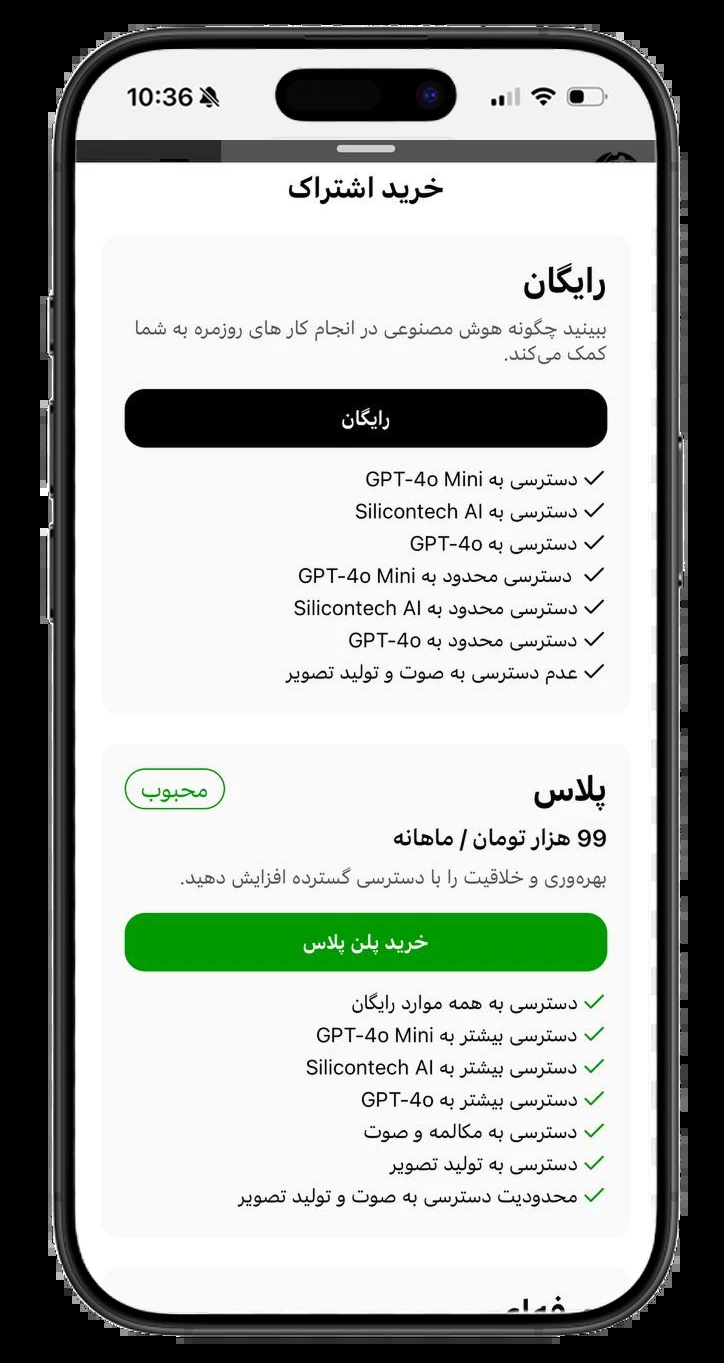 10:36
خرید اشتراک
رایگان
ببینید چگونه هوش مصنوعی در انجام کار های روزمره به شما
کمک می‌کند.
رایگان
دسترسی به GPT-4o Mini
دسترسی به Silicontech AI
دسترسی به GPT-4o
دسترسی محدود به GPT-4o Mini
دسترسی محدود به Silicontech AI
دسترسی محدود به GPT-4o
عدم دسترسی به صوت و تولید تصویر
پلاس
محبوب
99 هزار تومان / ماهانه
بهره‌وری و خلاقیت را با دسترسی گسترده افزایش دهید.
خرید پلن پلاس
دسترسی به همه موارد رایگان
دسترسی بیشتر به GPT-4o Mini
دسترسی بیشتر به Silicontech AI
دسترسی بیشتر به GPT-4o
دسترسی به مکالمه و صوت
دسترسی به تولید تصویر
محدودیت دسترسی به صوت و تولید تصویر